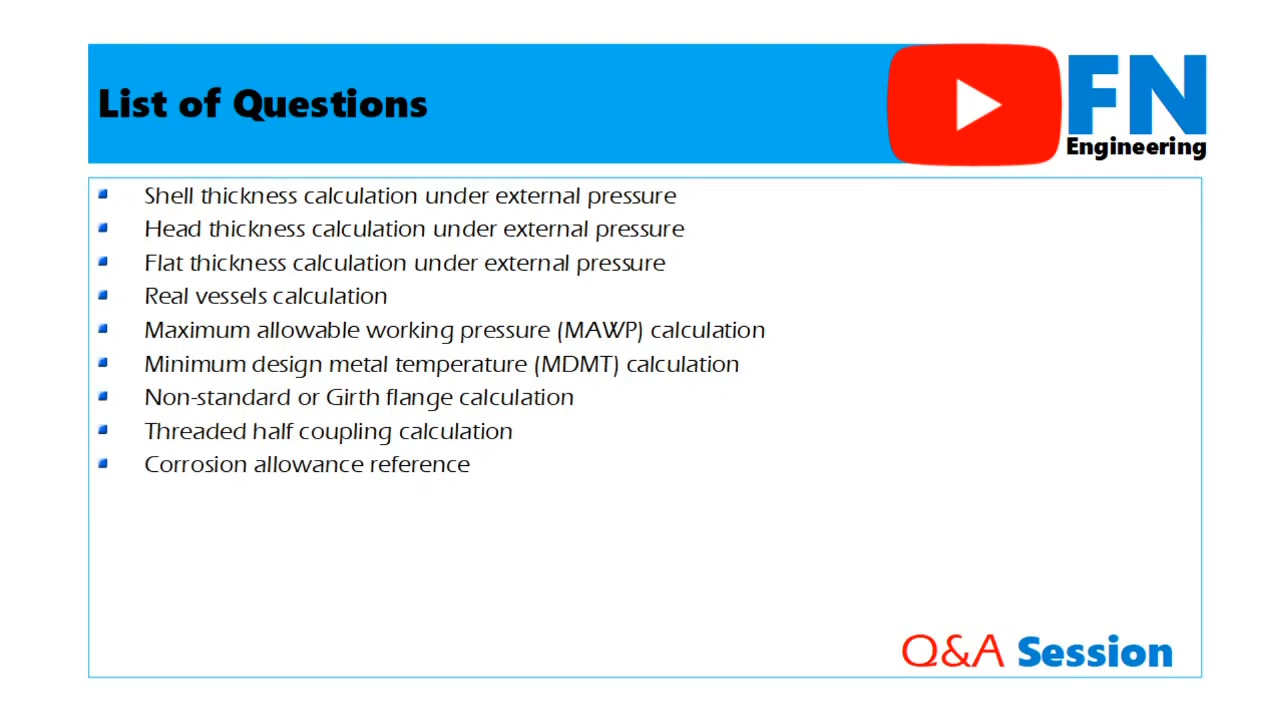 List of Questions
FN
Engineering
Shell thickness calculation under external pressure
Head thickness calculation under external pressure
Flat thickness calculation under external pressure
Real vessels calculation
Maximum allowable working pressure (MAWP) calculation
Minimum design metal temperature (MDMT) calculation
Non-standard or Girth flange calculation
Threaded half coupling calculation
Corrosion allowance reference
Q&A Session